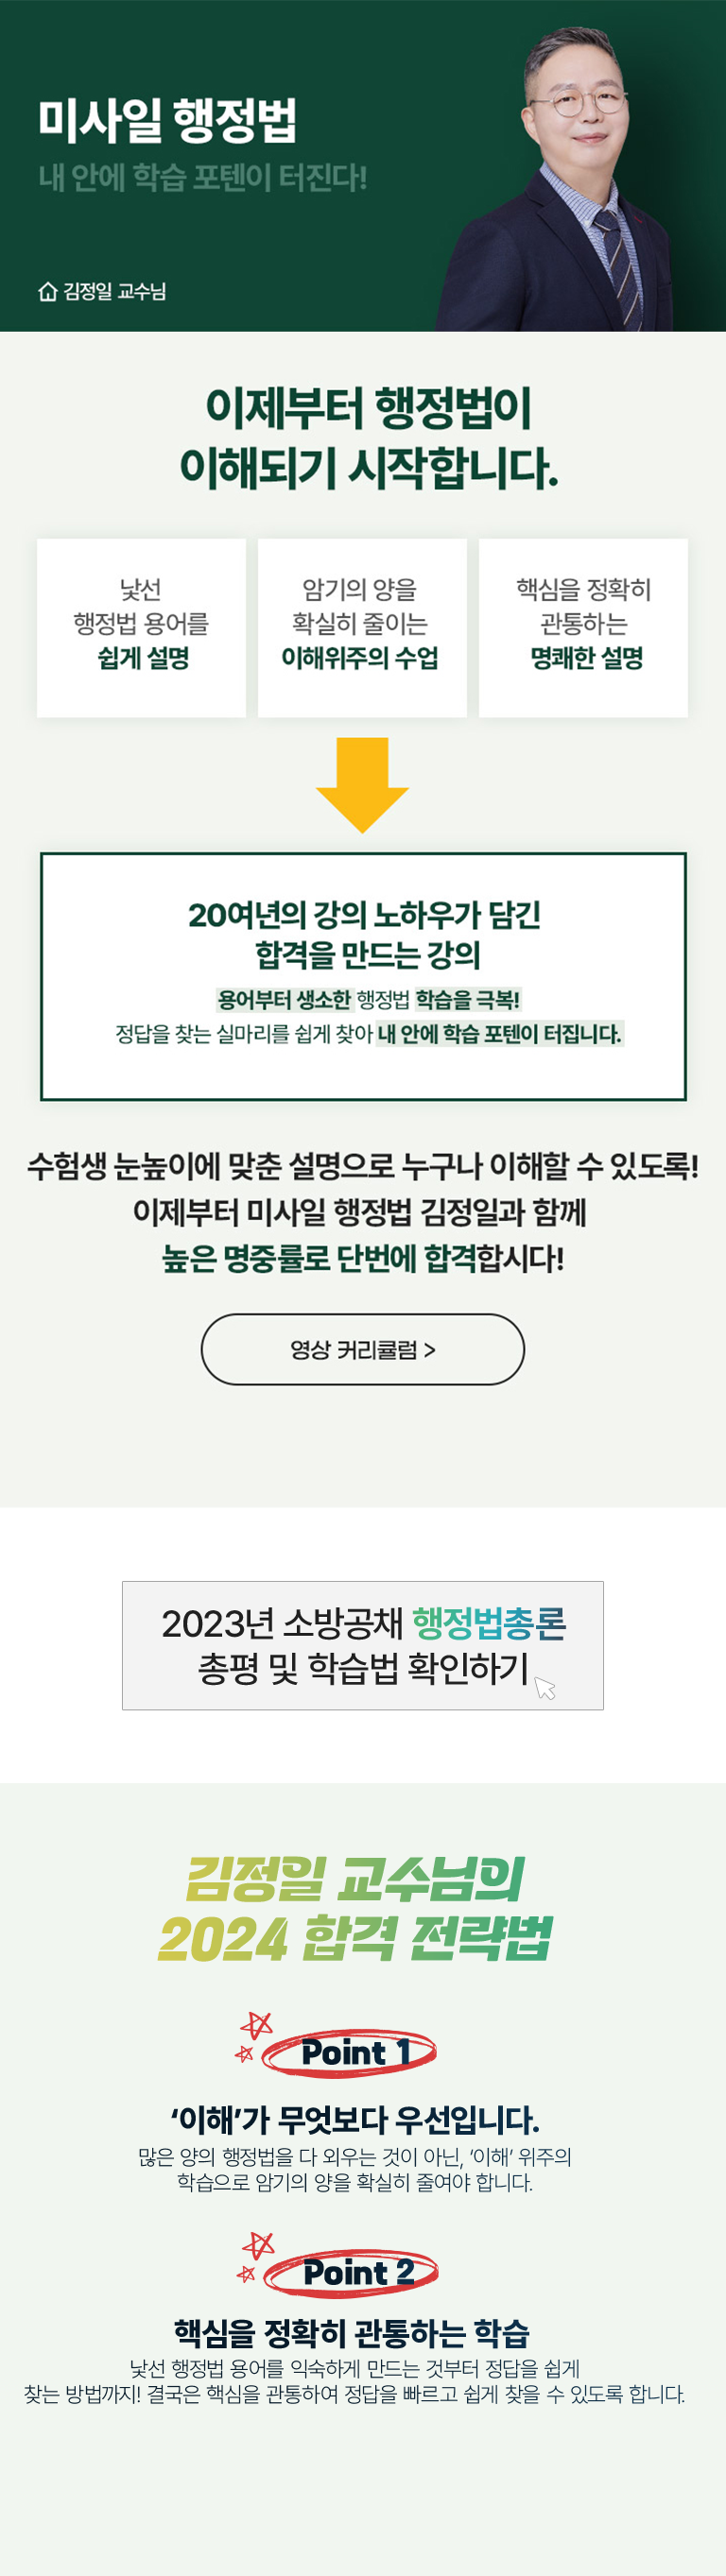 미사일 행정법
내 안에 학습 포텐이 터진다!
김정일 교수님
이제부터 행정법이
이해되기 시작합니다.
낯선
행정법 용어를
쉽게 설명
암기의 양을
확실히 줄이는
이해위주의 수업
핵심을 정확히
관통하는
명쾌한 설명
20여년의 강의 노하우가 담긴
합격을 만드는 강의
용어부터 생소한 행정법 학습을 극복!
정답을 찾는 실마리를 쉽게 찾아 내 안에 학습 포텐이 터집니다.
수험생 눈높이에 맞춘 설명으로 누구나 이해할 수 있도록!
이제부터 미사일 행정법 김정일과 함께
높은 명중률로 단번에 합격합시다!
영상 커리큘럼 >
2023년 소방공채 행정법총론
총평 및 학습법 확인하기
김정일 교수님의
2024 합격 전략법
Point 1
‘이해’가 무엇보다 우선입니다.
많은 양의 행정법을 다 외우는 것이 아닌, ‘이해’ 위주의
학습으로 암기의 양을 확실히 줄여야 합니다.
Point 2
핵심을 정확히 관통하는 학습
낯선 행정법 용어를 익숙하게 만드는 것부터 정답을 쉽게
찾는 방법까지! 결국은 핵심을 관통하여 정답을 빠르고 쉽게 찾을 수 있도록 합니다.